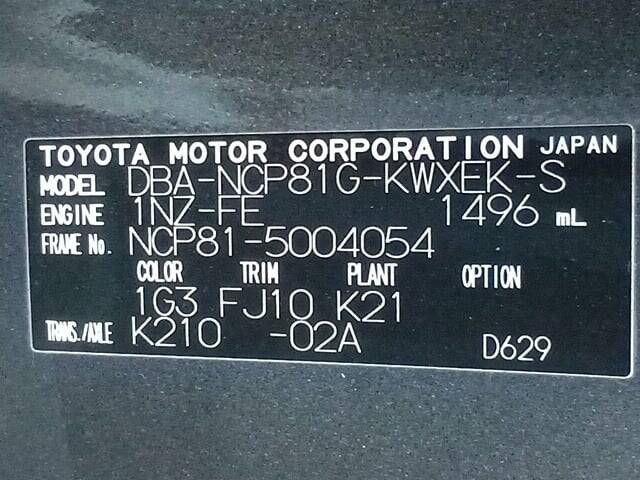 TOYOTA MOTOR CORPORATION JAPAN
MODEL DBA-NCP81G-KWXEK-S
ENGINE 1NZ-FE 1496 mL
FRAME No. NCP81-5004054
COLOR TRIM PLANT OPTION
1G3 FJ10 K21
TRANS./AXLE K210 -02A D629